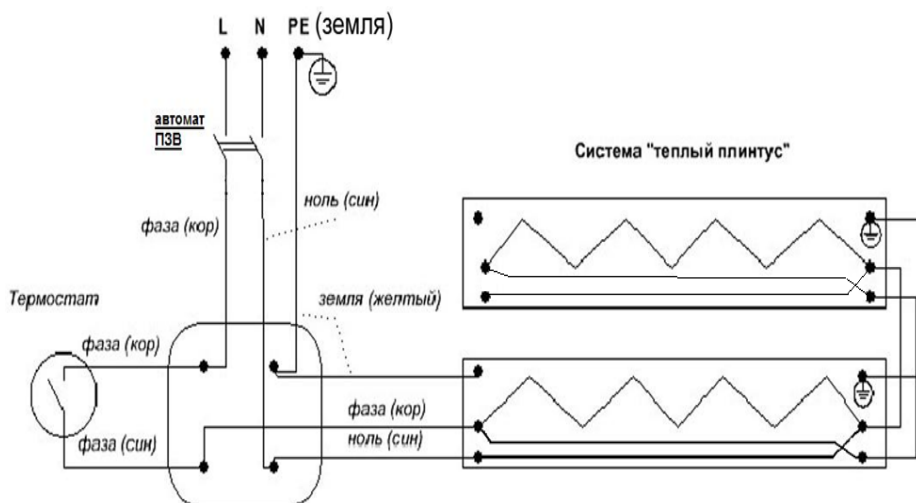 L N PE (земля)
автомат
ПЗВ
Система "теплый плинтус"
ноль (син)
фаза (кор)
Термостат
земля (желтый)
фаза (кор)
фаза (кор)
фаза (син)
ноль (син)